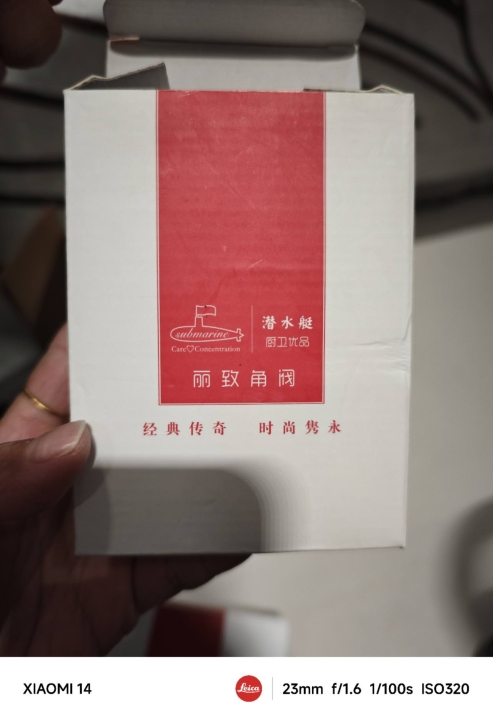 submarine
Care♡Concentration
潜水艇
厨卫优品
丽致角阀
经典传奇 时尚隽永
XIAOMI 14
Leica
23mm f/1.6 1/100s ISO320